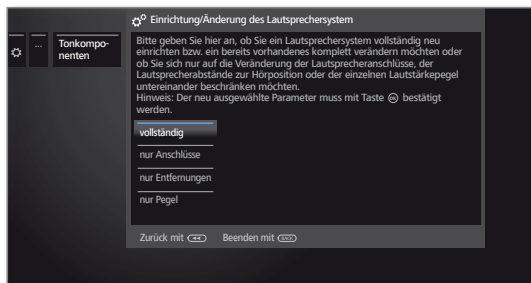 Einrichtung/Änderung des Lautsprechersystem
...
Tonkompo-
nenten
Bitte geben Sie hier an, ob Sie ein Lautsprechersystem vollständig neu
einrichten bzw. ein bereits vorhandenes komplett verändern möchten oder
ob Sie sich nur auf die Veränderung der Lautsprecheranschlüsse, der
Lautsprecherabstände zur Hörposition oder der einzelnen Lautstärkepegel
untereinander beschränken möchten.
Hinweis: Der neu ausgewählte Parameter muss mit Taste OK bestätigt
werden.
vollständig
nur Anschlüsse
nur Entfernungen
nur Pegel
Zurück mit ◄◄ Beenden mit BACK